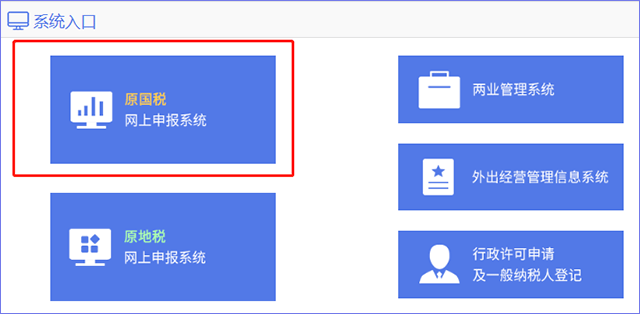 系统入口
原国税
网上申报系统
原地税
网上申报系统
两业管理系统
外出经营管理信息系统
行政许可申请
及一般纳税人登记